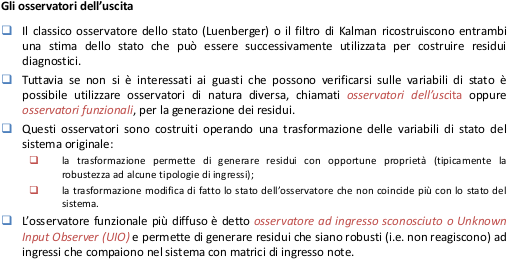 Gli osservatori dell'uscita
Il classico osservatore dello stato (Luenberger) o il filtro di Kalman ricostruiscono entrambi
una stima dello stato che può essere successivamente utilizzata per costruire residui
diagnostici.
Tuttavia se non si è interessati ai guasti che possono verificarsi sulle variabili di stato è
possibile utilizzare osservatori di natura diversa, chiamati osservatori dell'uscita oppure
osservatori funzionali, per la generazione dei residui.
Questi osservatori sono costruiti operando una trasformazione delle variabili di stato del
sistema originale:
la trasformazione permette di generare residui con opportune proprietà (tipicamente la
robustezza ad alcune tipologie di ingressi);
la trasformazione modifica di fatto lo stato dell'osservatore che non coincide più con lo stato del
sistema.
L'osservatore funzionale più diffuso è detto osservatore ad ingresso sconosciuto o Unknown
Input Observer (UIO) e permette di generare residui che siano robusti (i.e. non reagiscono) ad
ingressi che compaiono nel sistema con matrici di ingresso note.